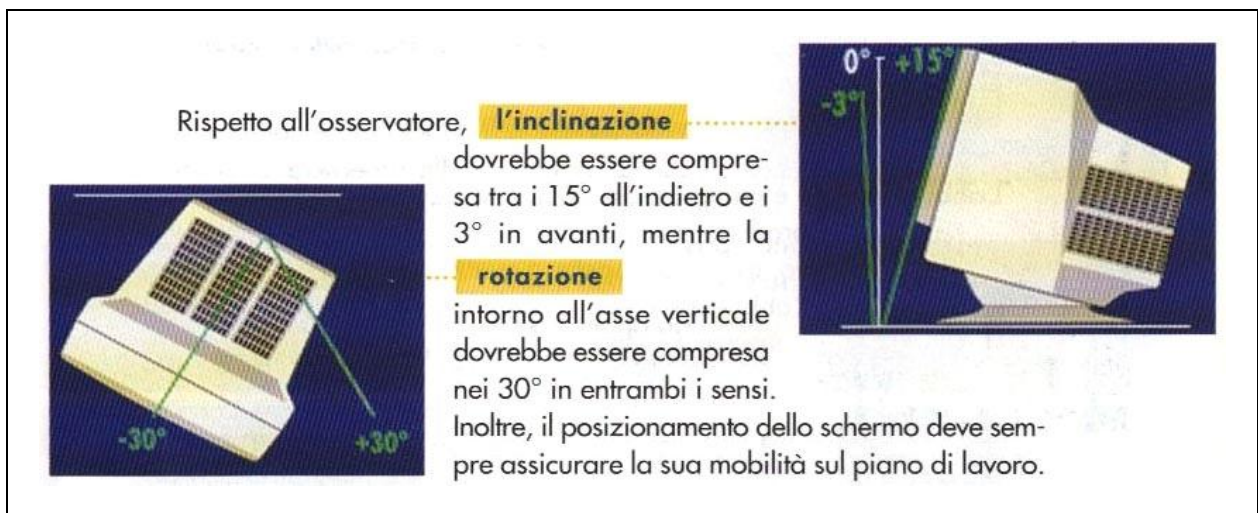 Rispetto all'osservatore, l'inclinazione
dovrebbe essere compre-
sa tra i 15° all'indietro e i
3° in avanti, mentre la
rotazione
intorno all'asse verticale
dovrebbe essere compresa
nei 30° in entrambi i sensi.
Inoltre, il posizionamento dello schermo deve sem-
pre assicurare la sua mobilità sul piano di lavoro.
0° +15°
-3°
-30° +30°